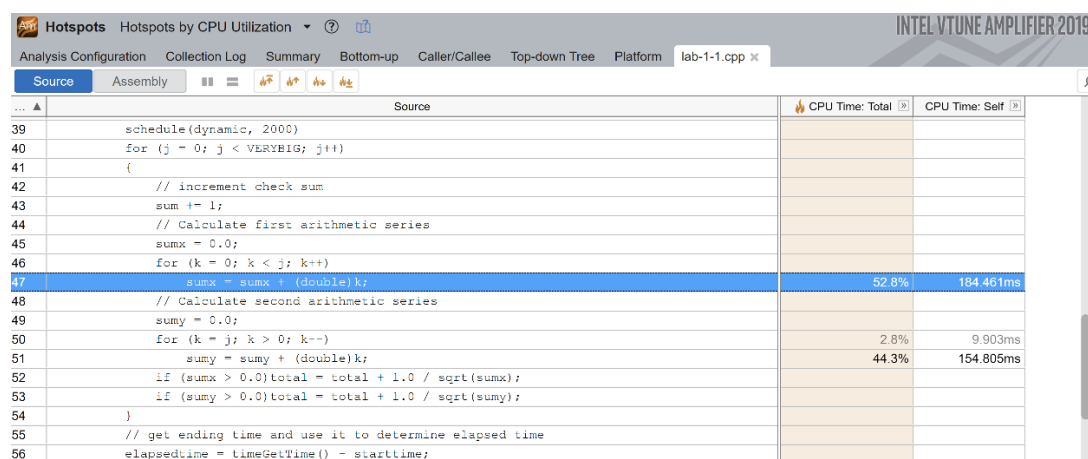 Hotspots Hotspots by CPU Utilization INTEL VTUNE AMPLIFIER 2019
Analysis Configuration Collection Log Summary Bottom-up Caller/Callee Top-down Tree Platform lab-1-1.cpp
Source Assembly
... Source CPU Time: Total CPU Time: Self
39 schedule(dynamic, 2000)
40 for (j = 0; j < VERYBIG; j++)
41 {
42 // increment check sum
43 sum += 1;
44 // Calculate first arithmetic series
45 sumx = 0.0;
46 for (k = 0; k < j; k++)
47 sumx = sumx + (double)k; 52.8% 184.461ms
48 // Calculate second arithmetic series
49 sumy = 0.0;
50 for (k = j; k > 0; k--) 2.8% 9.903ms
51 sumy = sumy + (double)k; 44.3% 154.805ms
52 if (sumx > 0.0)total = total + 1.0 / sqrt(sumx);
53 if (sumy > 0.0)total = total + 1.0 / sqrt(sumy);
54 }
55 // get ending time and use it to determine elapsed time
56 elapsedtime = timeGetTime() - starttime;